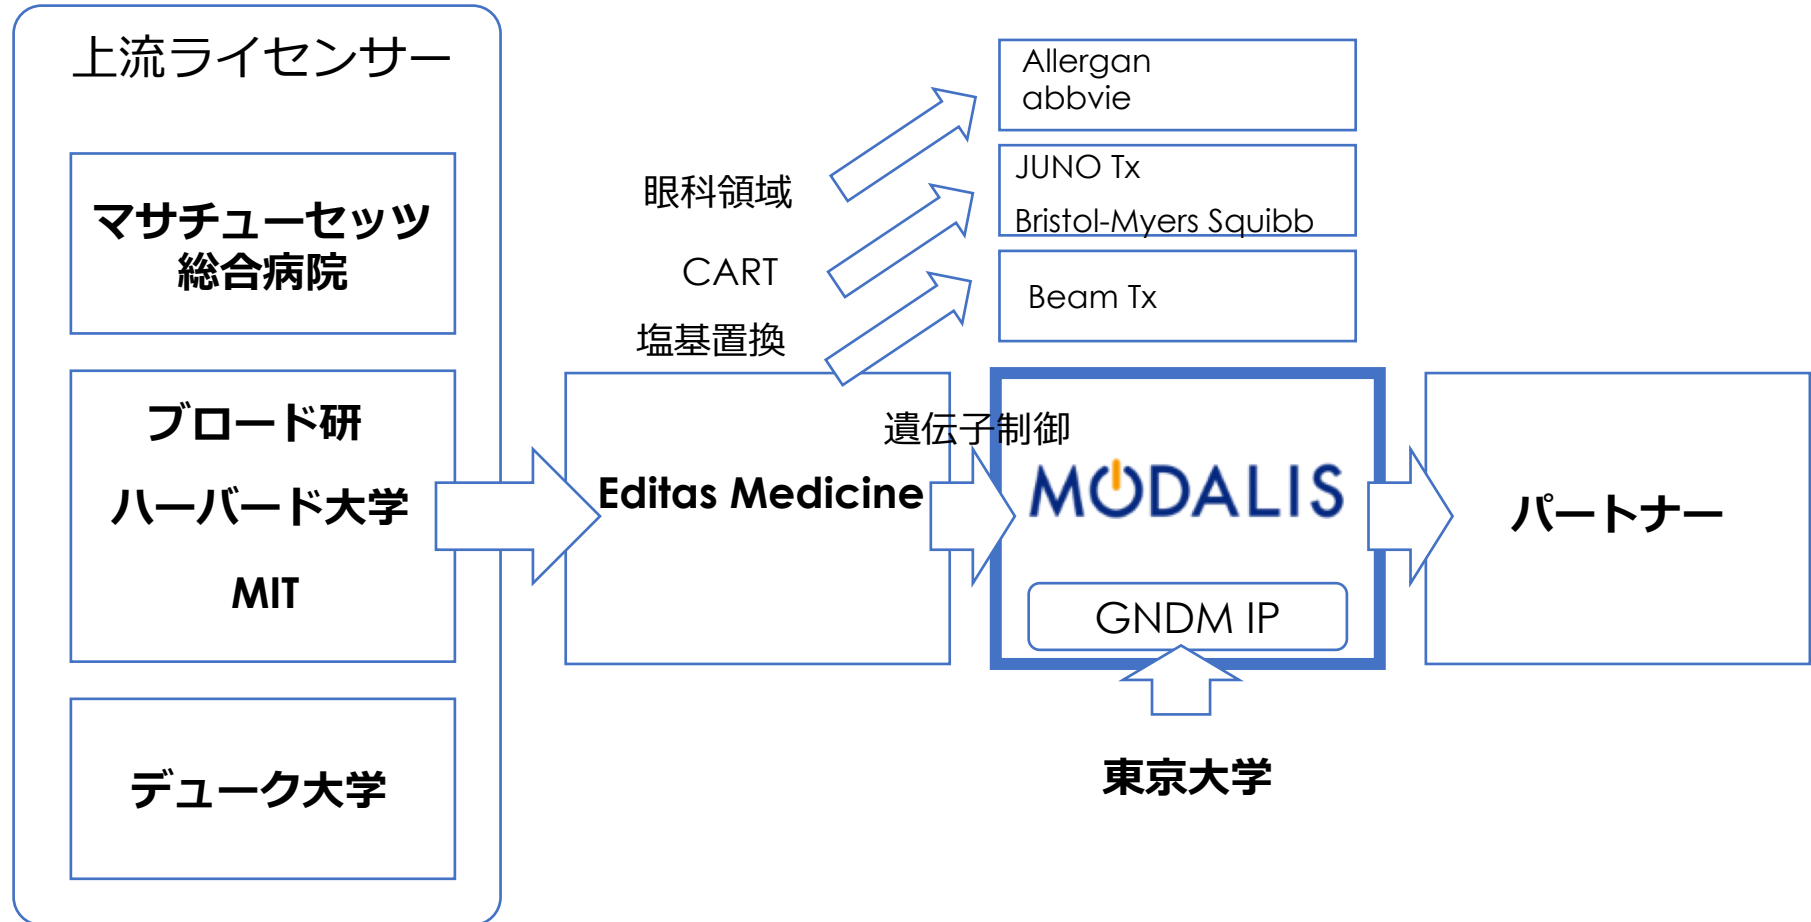 上流ライセンサー
マサチューセッツ
総合病院
ブロード研
ハーバード大学
MIT
デューク大学
Editas Medicine
眼科領域
CART
塩基置換
遺伝子制御
Allergan
abbvie
JUNO Tx
Bristol-Myers Squibb
Beam Tx
MODALIS
GNDM IP
東京大学
パートナー